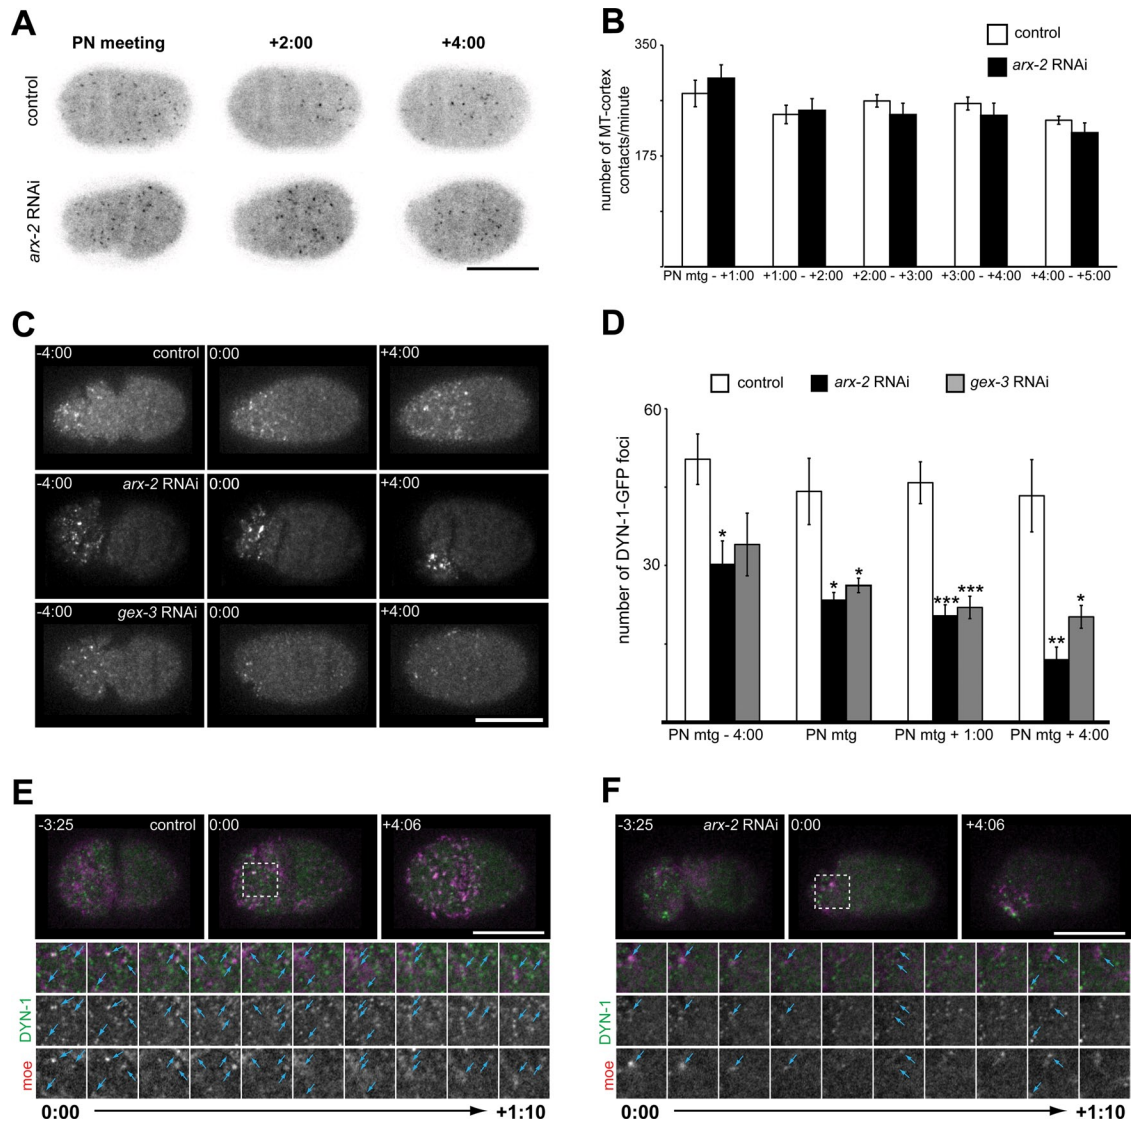 A
PN meeting
+2:00
+4:00
control
arx-2 RNAi
B
control
arx-2 RNAi
number of MT-cortex
contacts/minute
350
175
PN mtg - +1:00
+1:00 - +2:00
+2:00 - +3:00
+3:00 - +4:00
+4:00 - +5:00
C
-4:00
control
0:00
+4:00
-4:00
arx-2 RNAi
0:00
+4:00
-4:00
gex-3 RNAi
0:00
+4:00
D
control
arx-2 RNAi
gex-3 RNAi
number of DYN-1-GFP foci
60
30
*
*
*
***
***
**
*
PN mtg - 4:00
PN mtg
PN mtg + 1:00
PN mtg + 4:00
E
-3:25
control
0:00
+4:06
DYN-1
moe
0:00
+1:10
F
-3:25
arx-2 RNAi
0:00
+4:06
DYN-1
moe
0:00
+1:10